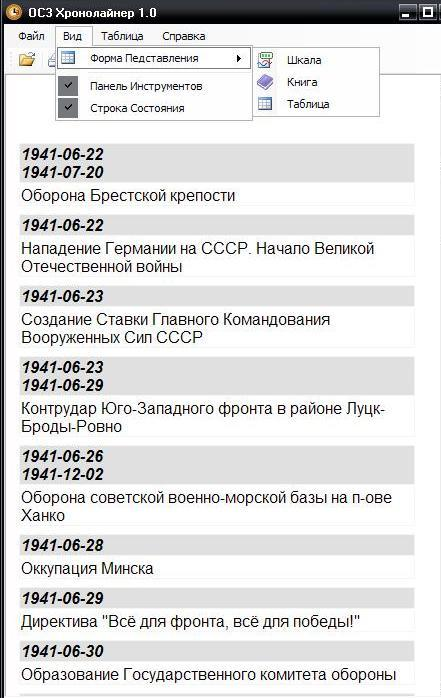 ОС3 Хронолайнер 1.0
Файл Вид Таблица Справка
Форма Педставления
Панель Инструментов
Строка Состояния
Шкала
Книга
Таблица
1941-06-22
1941-07-20
Оборона Брестской крепости
1941-06-22
Нападение Германии на СССР. Начало Великой
Отечественной войны
1941-06-23
Создание Ставки Главного Командования
Вооруженных Сил СССР
1941-06-23
1941-06-29
Контрудар Юго-Западного фронта в районе Луцк-
Броды-Ровно
1941-06-26
1941-12-02
Оборона советской военно-морской базы на п-ове
Ханко
1941-06-28
Оккупация Минска
1941-06-29
Директива "Всё для фронта, всё для победы!"
1941-06-30
Образование Государственного комитета обороны